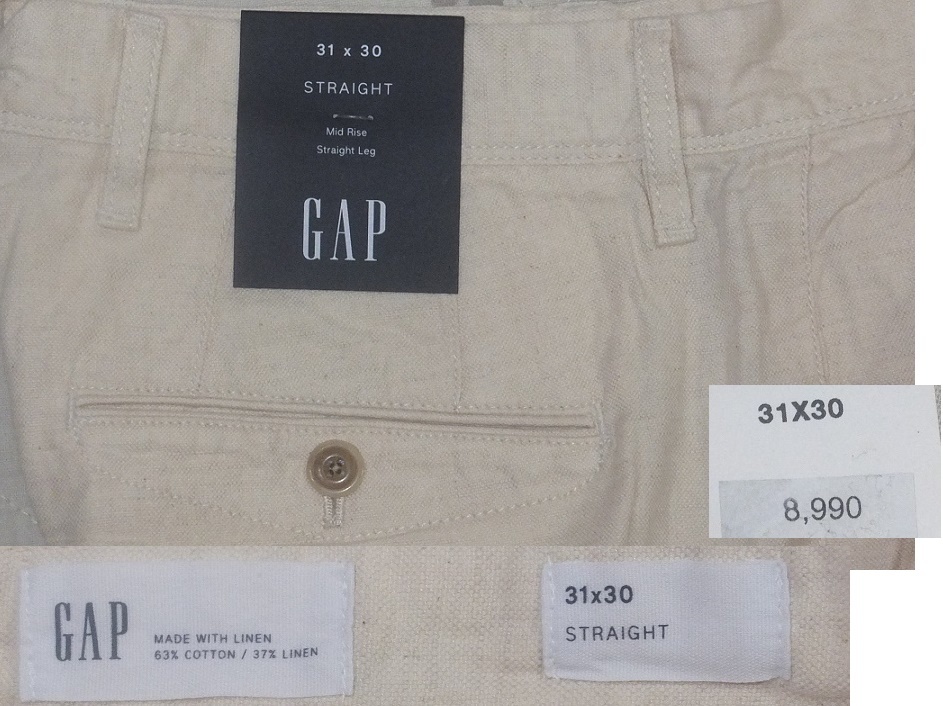 31 x 30
STRAIGHT
Mid Rise
Straight Leg
GAP
31X30
8,990
GAP
MADE WITH LINEN
63% COTTON / 37% LINEN
31x30
STRAIGHT